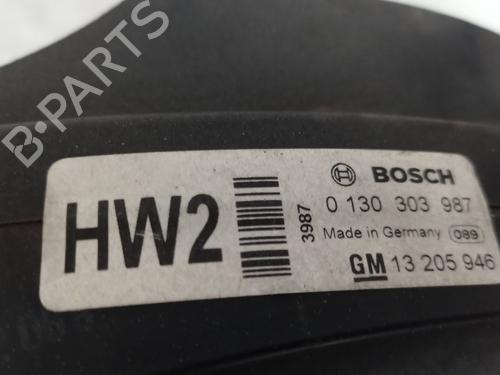 B-PARTS
HW2
3987
BOSCH
0 130 303 987
Made in Germany 089
GM 13 205 946